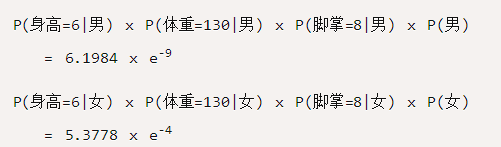 P(身高=6|男) x P(体重=130|男) x P(脚掌=8|男) x P(男)
= 6.1984 x e-9
P(身高=6|女) x P(体重=130|女) x P(脚掌=8|女) x P(女)
= 5.3778 x e-4